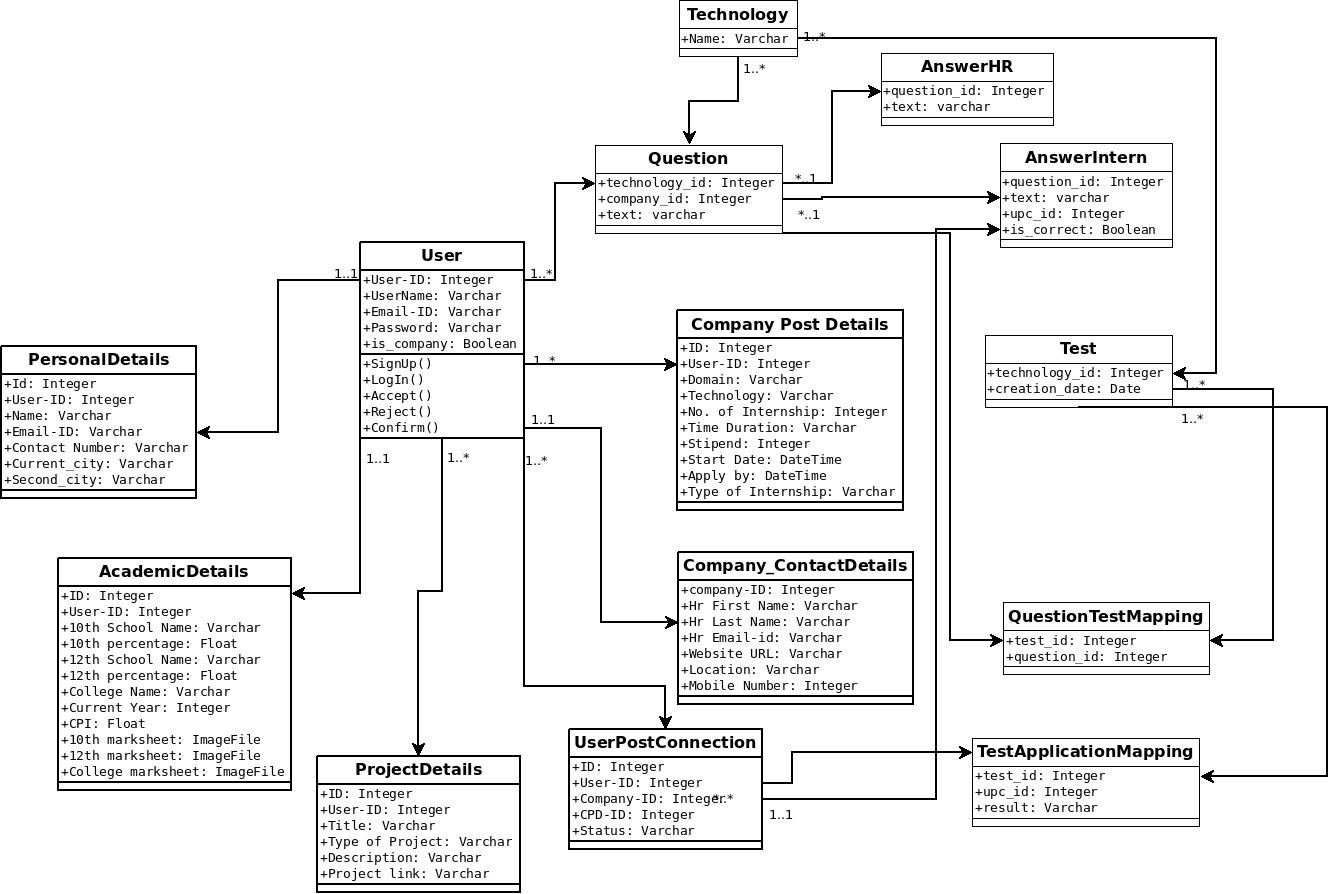 Technology
+Name: Varchar
1..*
1..*
AnswerHR
+question_id: Integer
+text: varchar
Question
+technology_id: Integer
+company_id: Integer
+text: varchar
*..1
*..1
AnswerIntern
+question_id: Integer
+text: varchar
+upc_id: Integer
+is_correct: Boolean
User
+User-ID: Integer
+UserName: Varchar
+Email-ID: Varchar
+Password: Varchar
+is_company: Boolean
+SignUp()
+LogIn()
+Accept()
+Reject()
+Confirm()
1..1
1..*
1..*
1..1
1..1
1..*
1..*
PersonalDetails
+Id: Integer
+User-ID: Integer
+Name: Varchar
+Email-ID: Varchar
+Contact Number: Varchar
+Current_city: Varchar
+Second_city: Varchar
Company Post Details
+ID: Integer
+User-ID: Integer
+Domain: Varchar
+Technology: Varchar
+No. of Internship: Integer
+Time Duration: Varchar
+Stipend: Integer
+Start Date: DateTime
+Apply by: DateTime
+Type of Internship: Varchar
Test
+technology_id: Integer
+creation_date: Date
1..*
1..*
AcademicDetails
+ID: Integer
+User-ID: Integer
+10th School Name: Varchar
+10th percentage: Float
+12th School Name: Varchar
+12th percentage: Float
+College Name: Varchar
+Current Year: Integer
+CPI: Float
+10th marksheet: ImageFile
+12th marksheet: ImageFile
+College marksheet: ImageFile
Company_ContactDetails
+company-ID: Integer
+Hr First Name: Varchar
+Hr Last Name: Varchar
+Hr Email-id: Varchar
+Website URL: Varchar
+Location: Varchar
+Mobile Number: Integer
QuestionTestMapping
+test_id: Integer
+question_id: Integer
ProjectDetails
+ID: Integer
+User-ID: Integer
+Title: Varchar
+Type of Project: Varchar
+Description: Varchar
+Project link: Varchar
UserPostConnection
+ID: Integer
+User-ID: Integer
+Company-ID: Integer
*..*
+CPD-ID: Integer
+Status: Varchar
1..1
TestApplicationMapping
+test_id: Integer
+upc_id: Integer
+result: Varchar